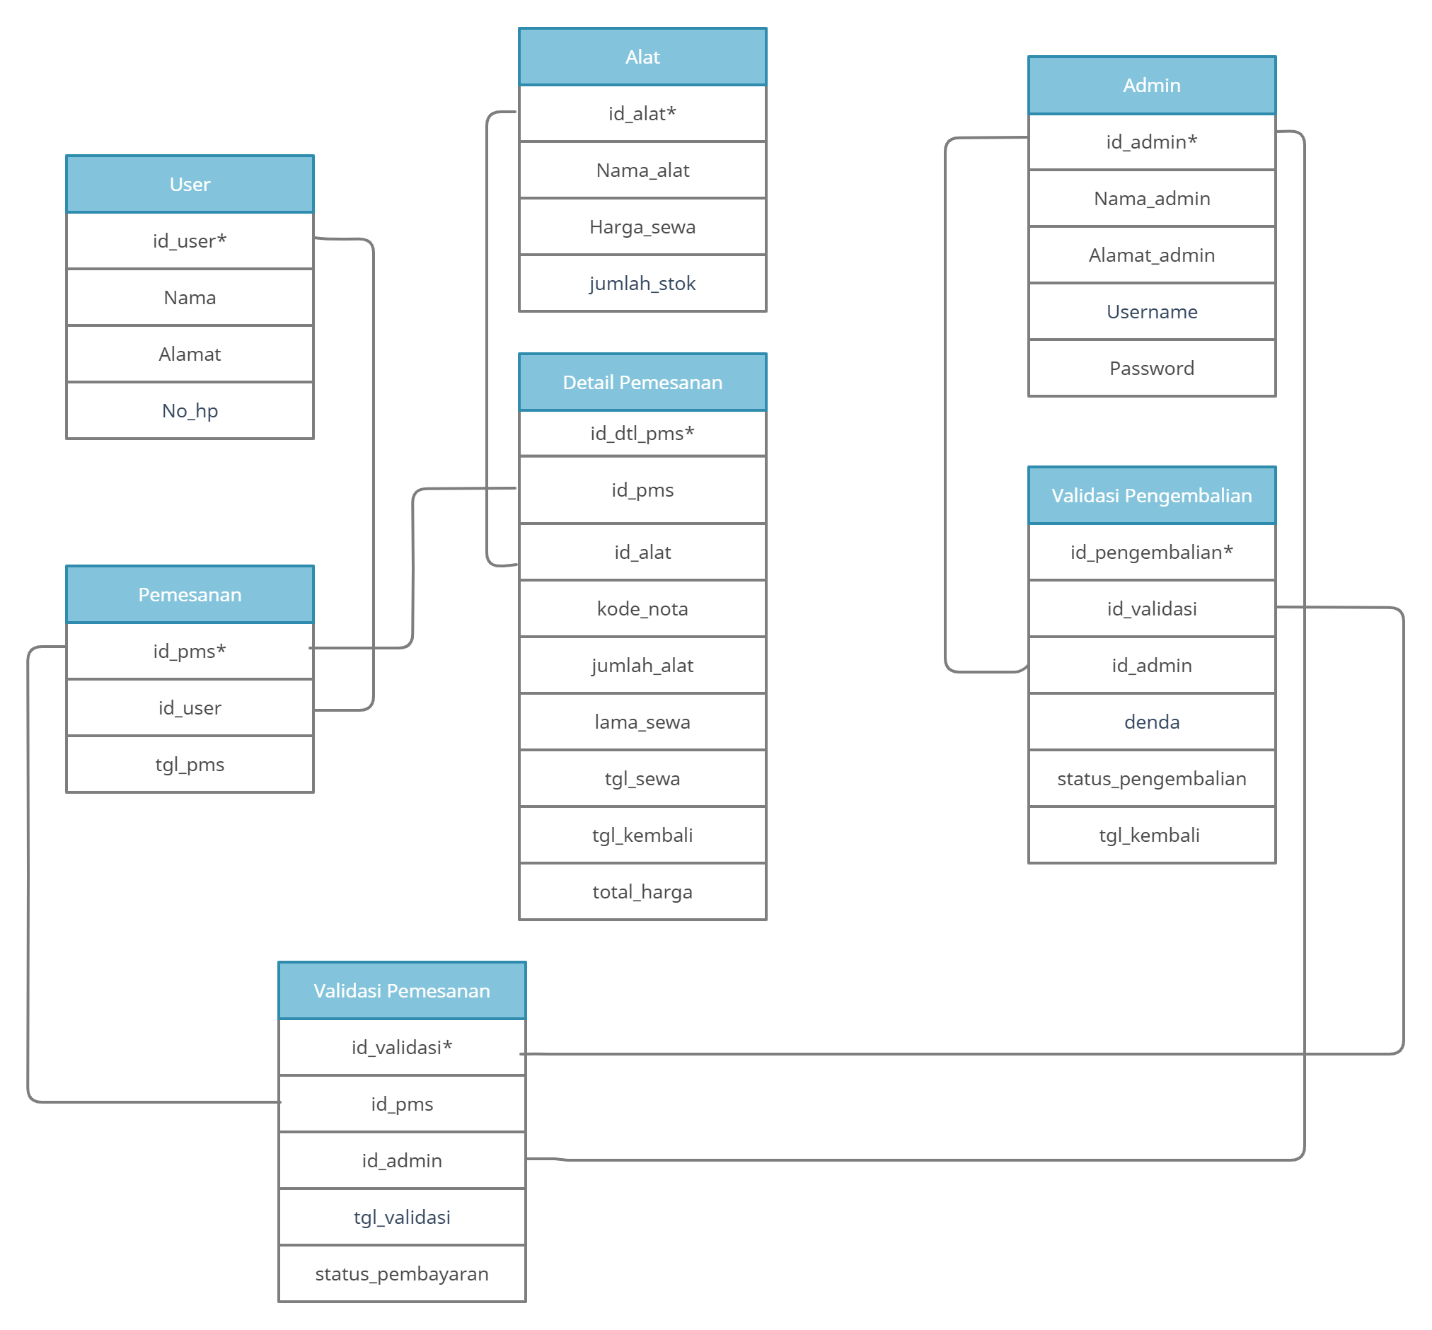 Alat
id_alat*
Nama_alat
Harga_sewa
jumlah_stok
Admin
id_admin*
Nama_admin
Alamat_admin
Username
Password
User
id_user*
Nama
Alamat
No_hp
Detail Pemesanan
id_dtl_pms*
id_pms
id_alat
kode_nota
jumlah_alat
lama_sewa
tgl_sewa
tgl_kembali
total_harga
Validasi Pengembalian
id_pengembalian*
id_validasi
id_admin
denda
status_pengembalian
tgl_kembali
Pemesanan
id_pms*
id_user
tgl_pms
Validasi Pemesanan
id_validasi*
id_pms
id_admin
tgl_validasi
status_pembayaran